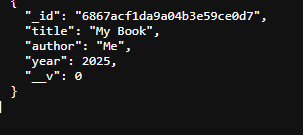 {
"_id": "6867acf1da9a04b3e59ce0d7",
"title": "My Book",
"author": "Me",
"year": 2025,
"__v": 0
}